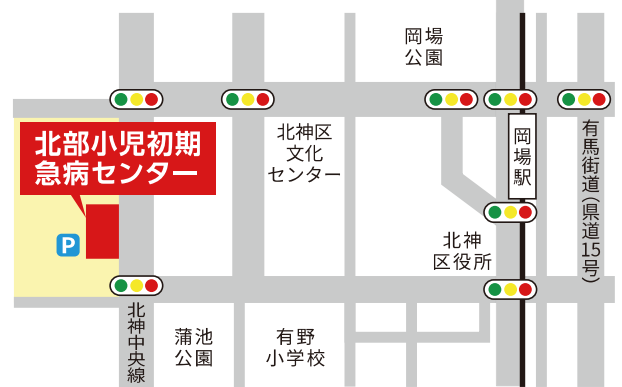 岡場
公園
北部小児初期
急病センター
北神区
文化
センター
岡場駅
有馬街道(県道15号)
P
北神
区役所
北神中央線
蒲池
公園
有野
小学校